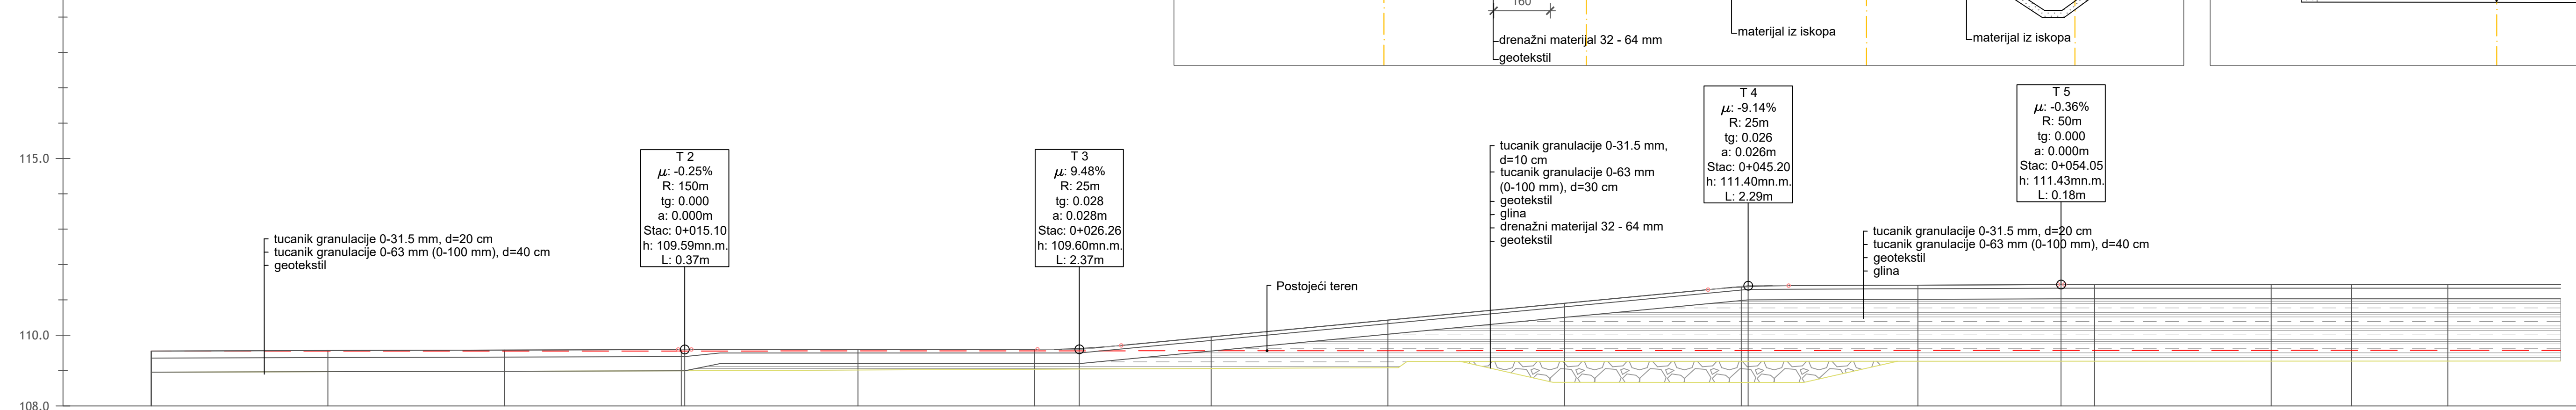 160
drenažni materijal 32 - 64 mm
geotekstil
materijal iz iskopa
materijal iz iskopa
115.0
110.0
108.0
tucanik granulacije 0-31.5 mm, d=20 cm
tucanik granulacije 0-63 mm (0-100 mm), d=40 cm
geotekstil
T 2
μ: -0.25%
R: 150m
tg: 0.000
a: 0.000m
Stac: 0+015.10
h: 109.59mn.m.
L: 0.37m
T 3
μ: 9.48%
R: 25m
tg: 0.028
a: 0.028m
Stac: 0+026.26
h: 109.60mn.m.
L: 2.37m
Postojeći teren
tucanik granulacije 0-31.5 mm,
d=10 cm
tucanik granulacije 0-63 mm
(0-100 mm), d=30 cm
geotekstil
glina
drenažni materijal 32 - 64 mm
geotekstil
T 4
μ: -9.14%
R: 25m
tg: 0.026
a: 0.026m
Stac: 0+045.20
h: 111.40mn.m.
L: 2.29m
tucanik granulacije 0-31.5 mm, d=20 cm
tucanik granulacije 0-63 mm (0-100 mm), d=40 cm
geotekstil
glina
T 5
μ: -0.36%
R: 50m
tg: 0.000
a: 0.000m
Stac: 0+054.05
h: 111.43mn.m.
L: 0.18m